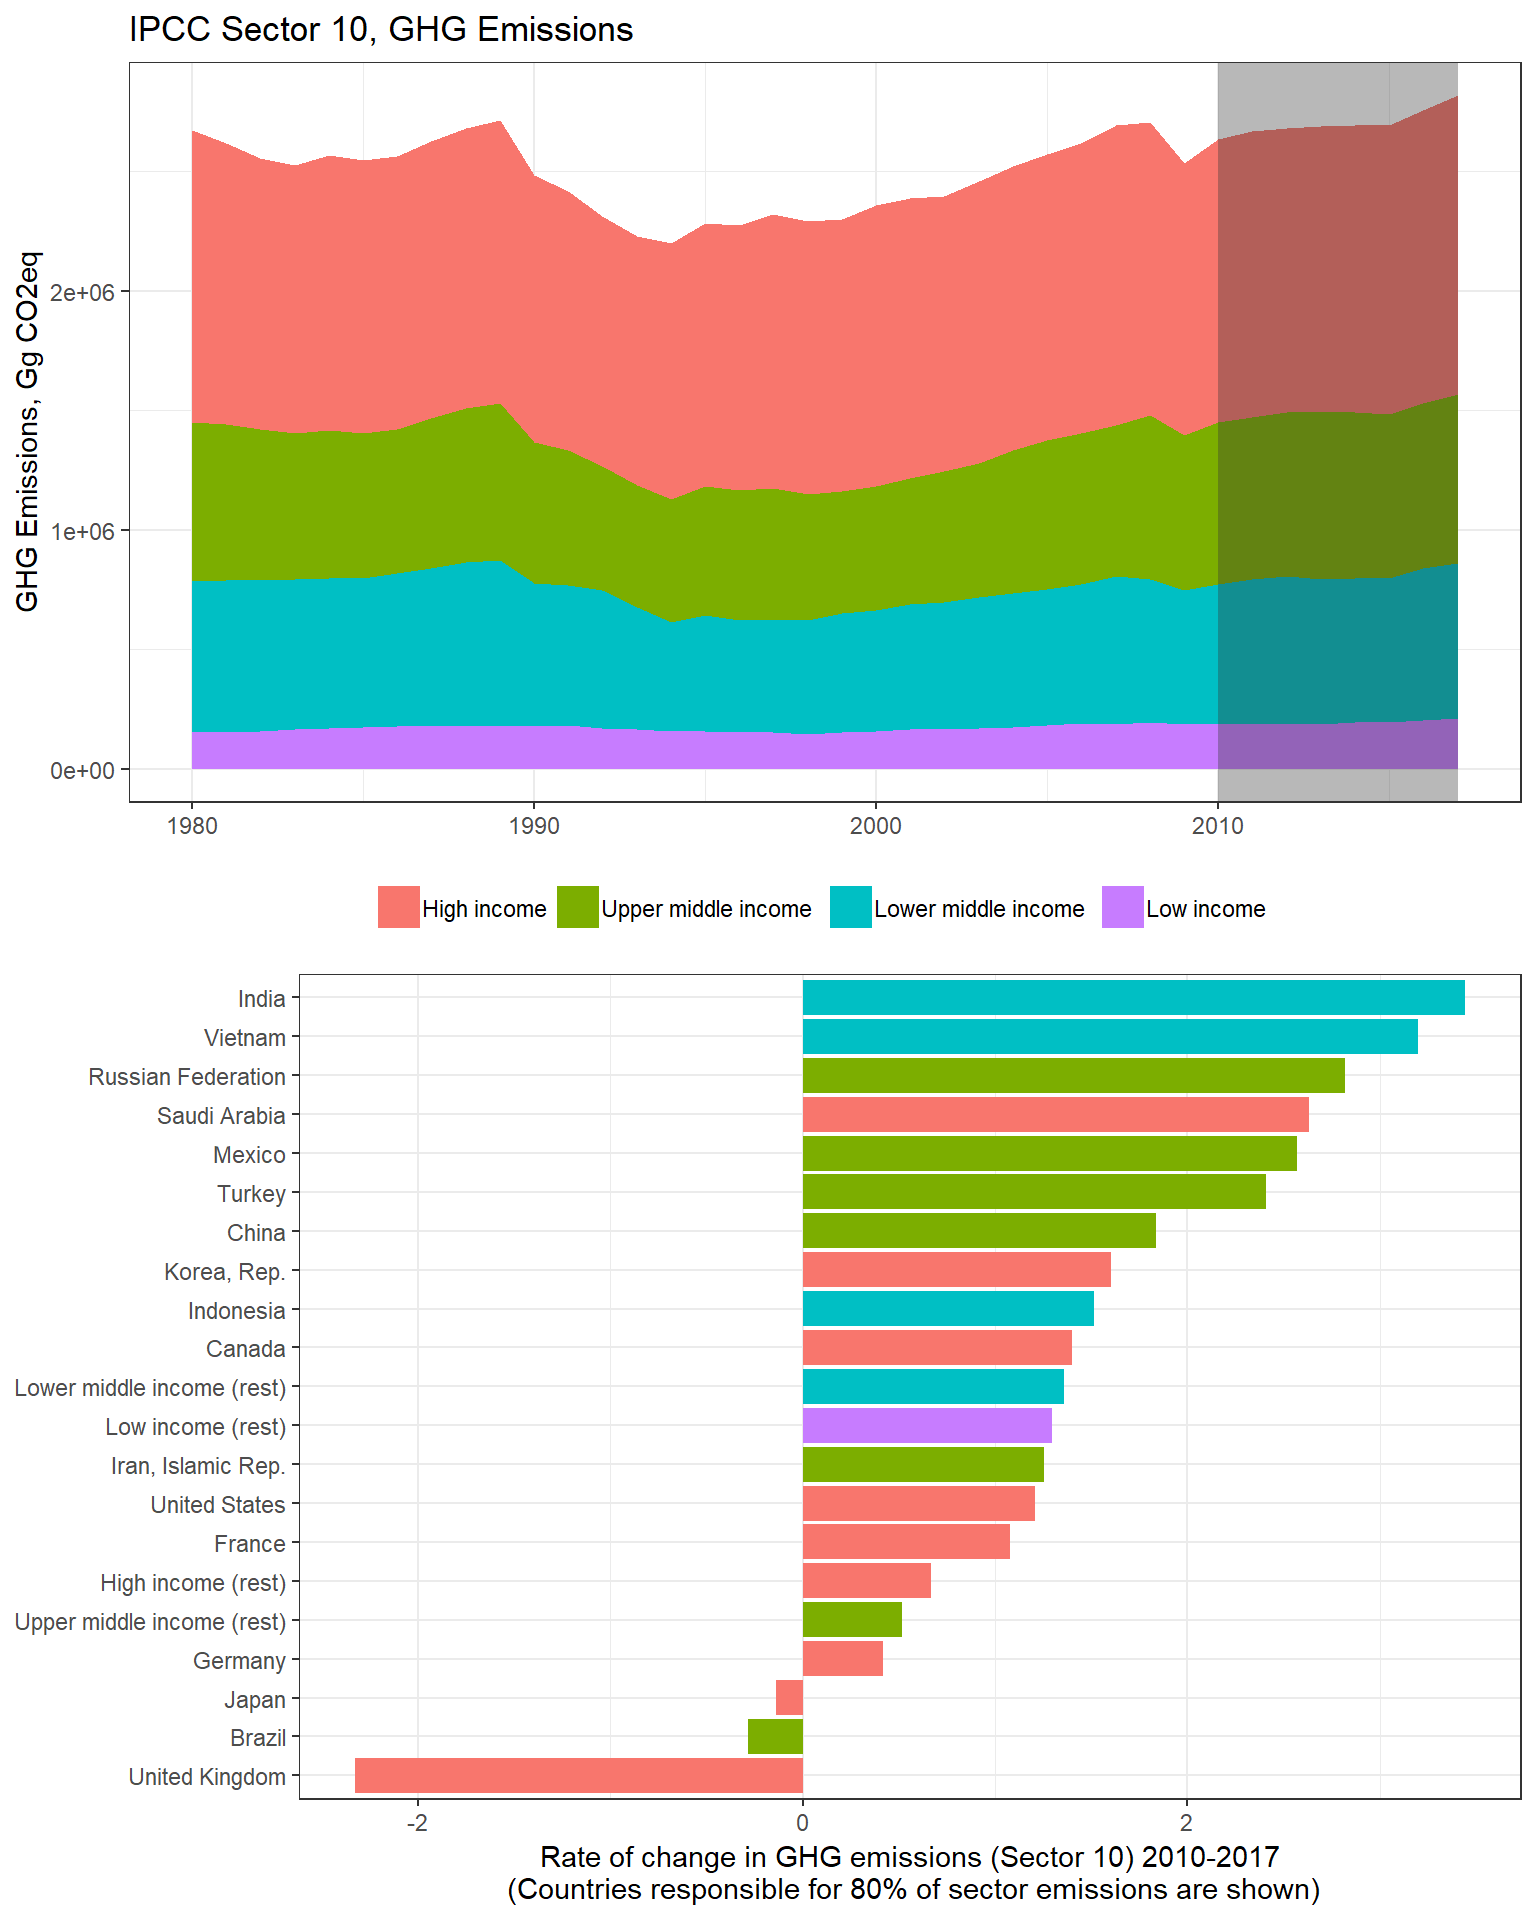 IPCC Sector 10, GHG Emissions
GHG Emissions, Gg CO2eq
2e+06
1e+06
0e+00
1980 1990 2000 2010
High income Upper middle income Lower middle income Low income
India
Vietnam
Russian Federation
Saudi Arabia
Mexico
Turkey
China
Korea, Rep.
Indonesia
Canada
Lower middle income (rest)
Low income (rest)
Iran, Islamic Rep.
United States
France
High income (rest)
Upper middle income (rest)
Germany
Japan
Brazil
United Kingdom
-2 0 2
Rate of change in GHG emissions (Sector 10) 2010-2017
(Countries responsible for 80% of sector emissions are shown)